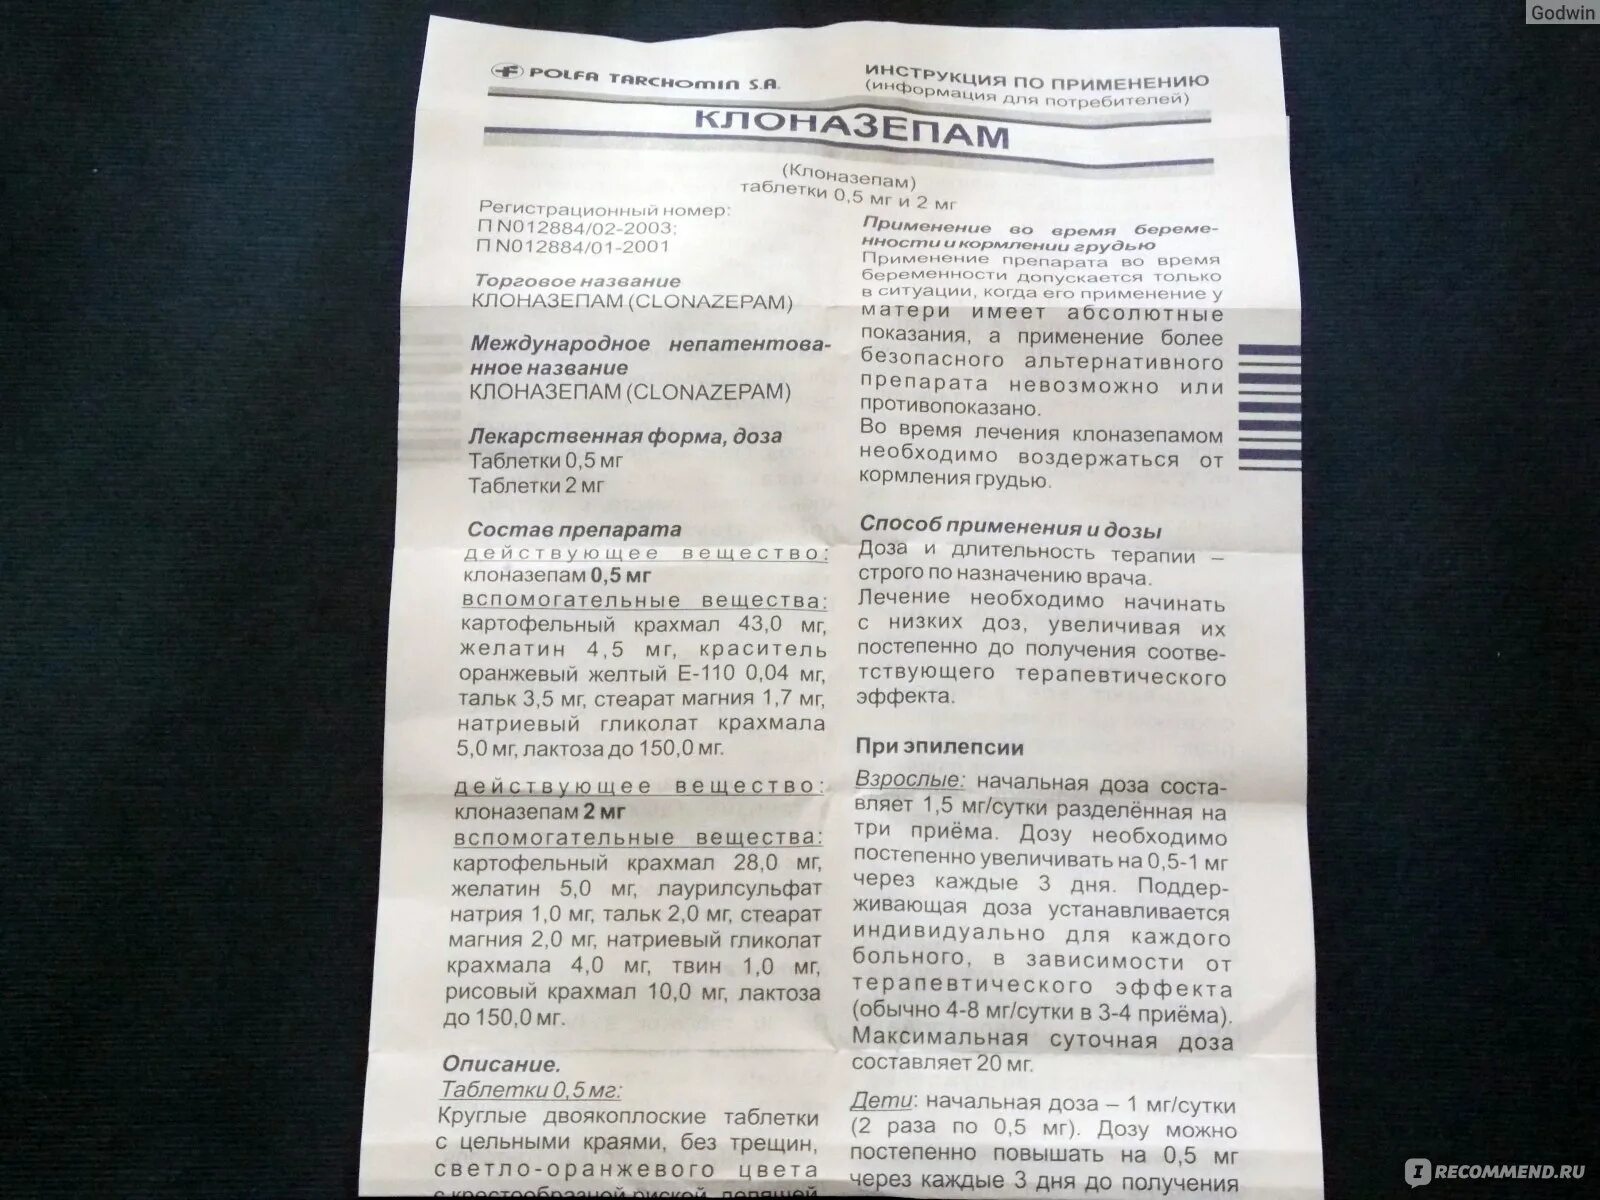 Godwin
POLFA TARCHOMIN S.A.
ИНСТРУКЦИЯ ПО ПРИМЕНЕНИЮ
(информация для потребителей)
КЛОНАЗЕПАМ
(Клоназепам)
таблетки 0,5 мг и 2 мг
Регистрационный номер:
П N012884/02-2003;
П N012884/01-2001
Торговое название
КЛОНАЗЕПАМ (CLONAZEPAM)
Международное непатентова-
нное название
КЛОНАЗЕПАМ (CLONAZEPAM)
Лекарственная форма, доза
Таблетки 0,5 мг
Таблетки 2 мг
Состав препарата
действующее вещество:
клоназепам 0,5 мг
вспомогательные вещества:
картофельный крахмал 43,0 мг,
желатин 4,5 мг, краситель
оранжевый желтый Е-110 0,04 мг,
тальк 3,5 мг, стеарат магния 1,7 мг,
натриевый гликолат крахмала
5,0 мг, лактоза до 150,0 мг.
действующее вещество:
клоназепам 2 мг
вспомогательные вещества:
картофельный крахмал 28,0 мг,
желатин 5,0 мг, лаурилсульфат
натрия 1,0 мг, тальк 2,0 мг, стеарат
магния 2,0 мг, натриевый гликолат
крахмала 4,0 мг, твин 1,0 мг,
рисовый крахмал 10,0 мг, лактоза
до 150,0 мг.
Описание.
Таблетки 0,5 мг:
Круглые двоякоплоские таблетки
с цельными краями, без трещин,
светло-оранжевого цвета
с крестообразной риской, делящей
Применение во время береме-
нности и кормлении грудью
Применение препарата во время
беременности допускается только
в ситуации, когда его применение у
матери имеет абсолютные
показания, а применение более
безопасного альтернативного
препарата невозможно или
противопоказано.
Во время лечения клоназепамом
необходимо воздержаться от
кормления грудью.
Способ применения и дозы
Доза и длительность терапии –
строго по назначению врача.
Лечение необходимо начинать
с низких доз, увеличивая их
постепенно до получения соотве-
тствующего терапевтического
эффекта.
При эпилепсии
Взрослые: начальная доза соста-
вляет 1,5 мг/сутки разделённая на
три приёма. Дозу необходимо
постепенно увеличивать на 0,5-1 мг
через каждые 3 дня. Поддер-
живающая доза устанавливается
индивидуально для каждого
больного, в зависимости от
терапевтического эффекта
(обычно 4-8 мг/сутки в 3-4 приёма).
Максимальная суточная доза
составляет 20 мг.
Дети: начальная доза – 1 мг/сутки
(2 раза по 0,5 мг). Дозу можно
постепенно повышать на 0,5 мг
через каждые 3 дня до получения
IRECOMMEND.RU